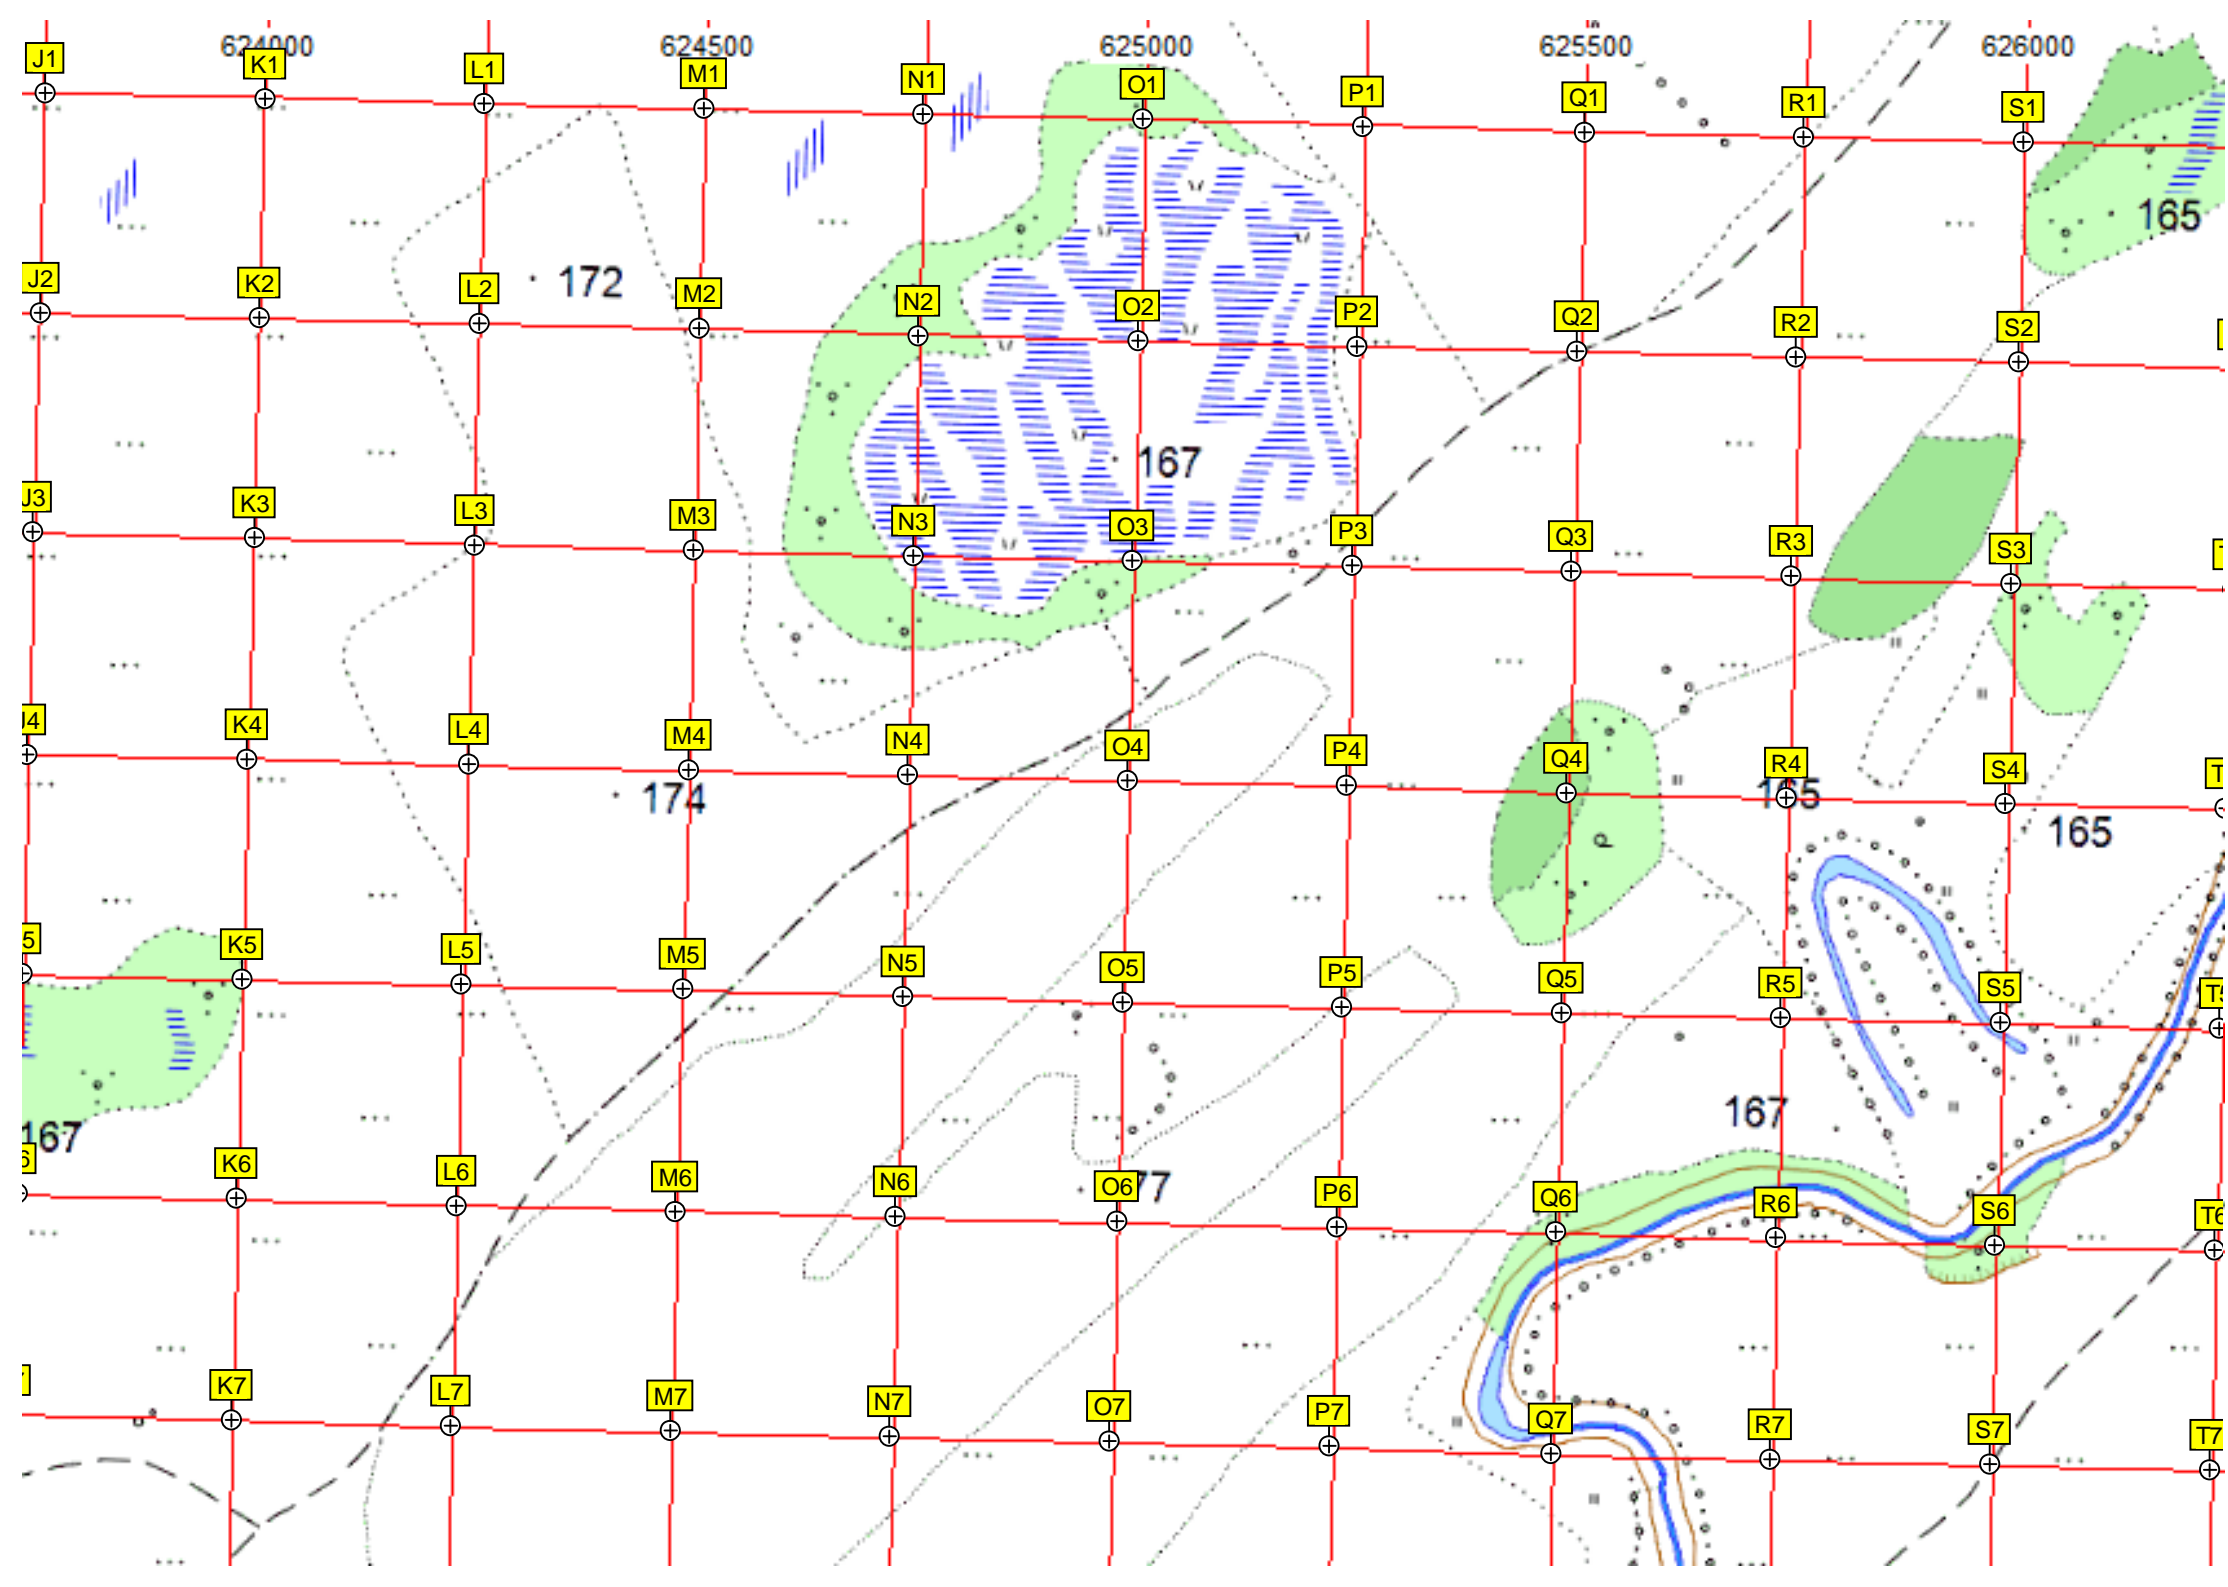 624000 624500 625000 625500 626000
J1 K1 L1 M1 N1 O1 P1 Q1 R1 S1
165
J2 K2 L2 172 M2 N2 O2 P2 Q2 R2 S2
167
J3 K3 L3 M3 N3 O3 P3 Q3 R3 S3
J4 K4 L4 M4 N4 O4 P4 Q4 R4 S4
174 165 165
K5 L5 M5 N5 O5 P5 Q5 R5 S5 T5
167 167
K6 L6 M6 N6 O6 77 P6 Q6 R6 S6 T6
K7 L7 M7 N7 O7 P7 Q7 R7 S7 T7